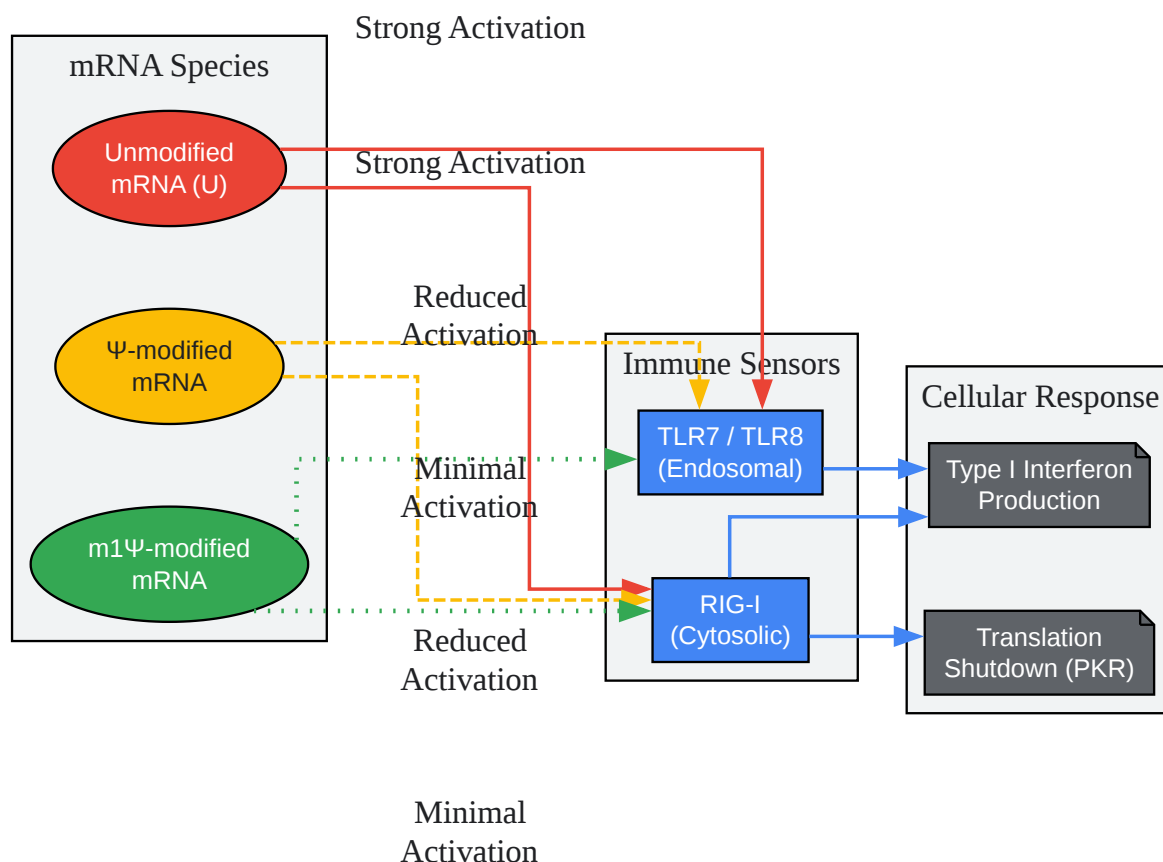 Strong Activation
mRNA Species
Unmodified
mRNA (U)
Strong Activation
Reduced
Activation
Ψ-modified
mRNA
Immune Sensors
Cellular Response
TLR7 / TLR8
(Endosomal)
Type I Interferon
Production
Minimal
Activation
m1Ψ-modified
mRNA
RIG-I
(Cytosolic)
Translation
Shutdown (PKR)
Reduced
Activation
Minimal
Activation